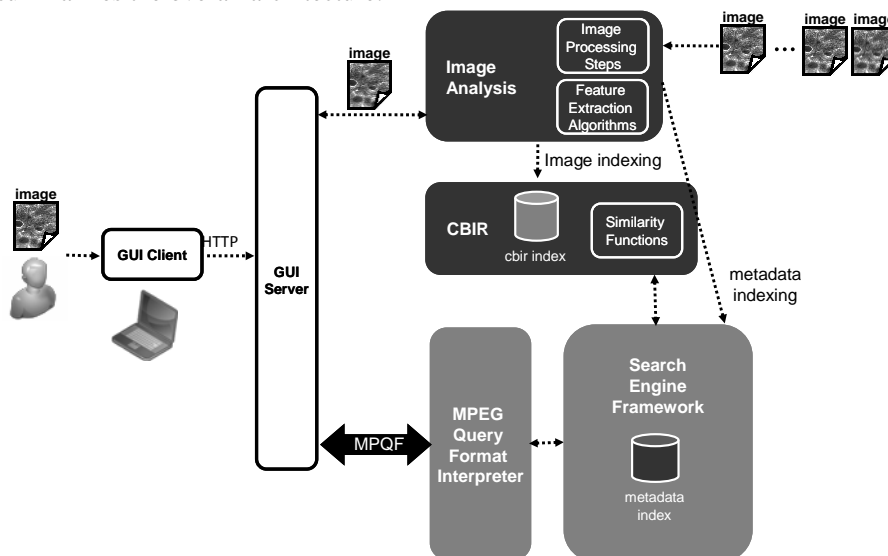 image
image image image
Image
Processing
Steps
Image
Analysis
Feature
Extraction
Algorithms
Image indexing
image
CBIR
cbir index
Similarity
Functions
GUI Client
HTTP
GUI
Server
metadata
indexing
Search
Engine
Framework
MPEG
Query
Format
Interpreter
MPQF
metadata
index